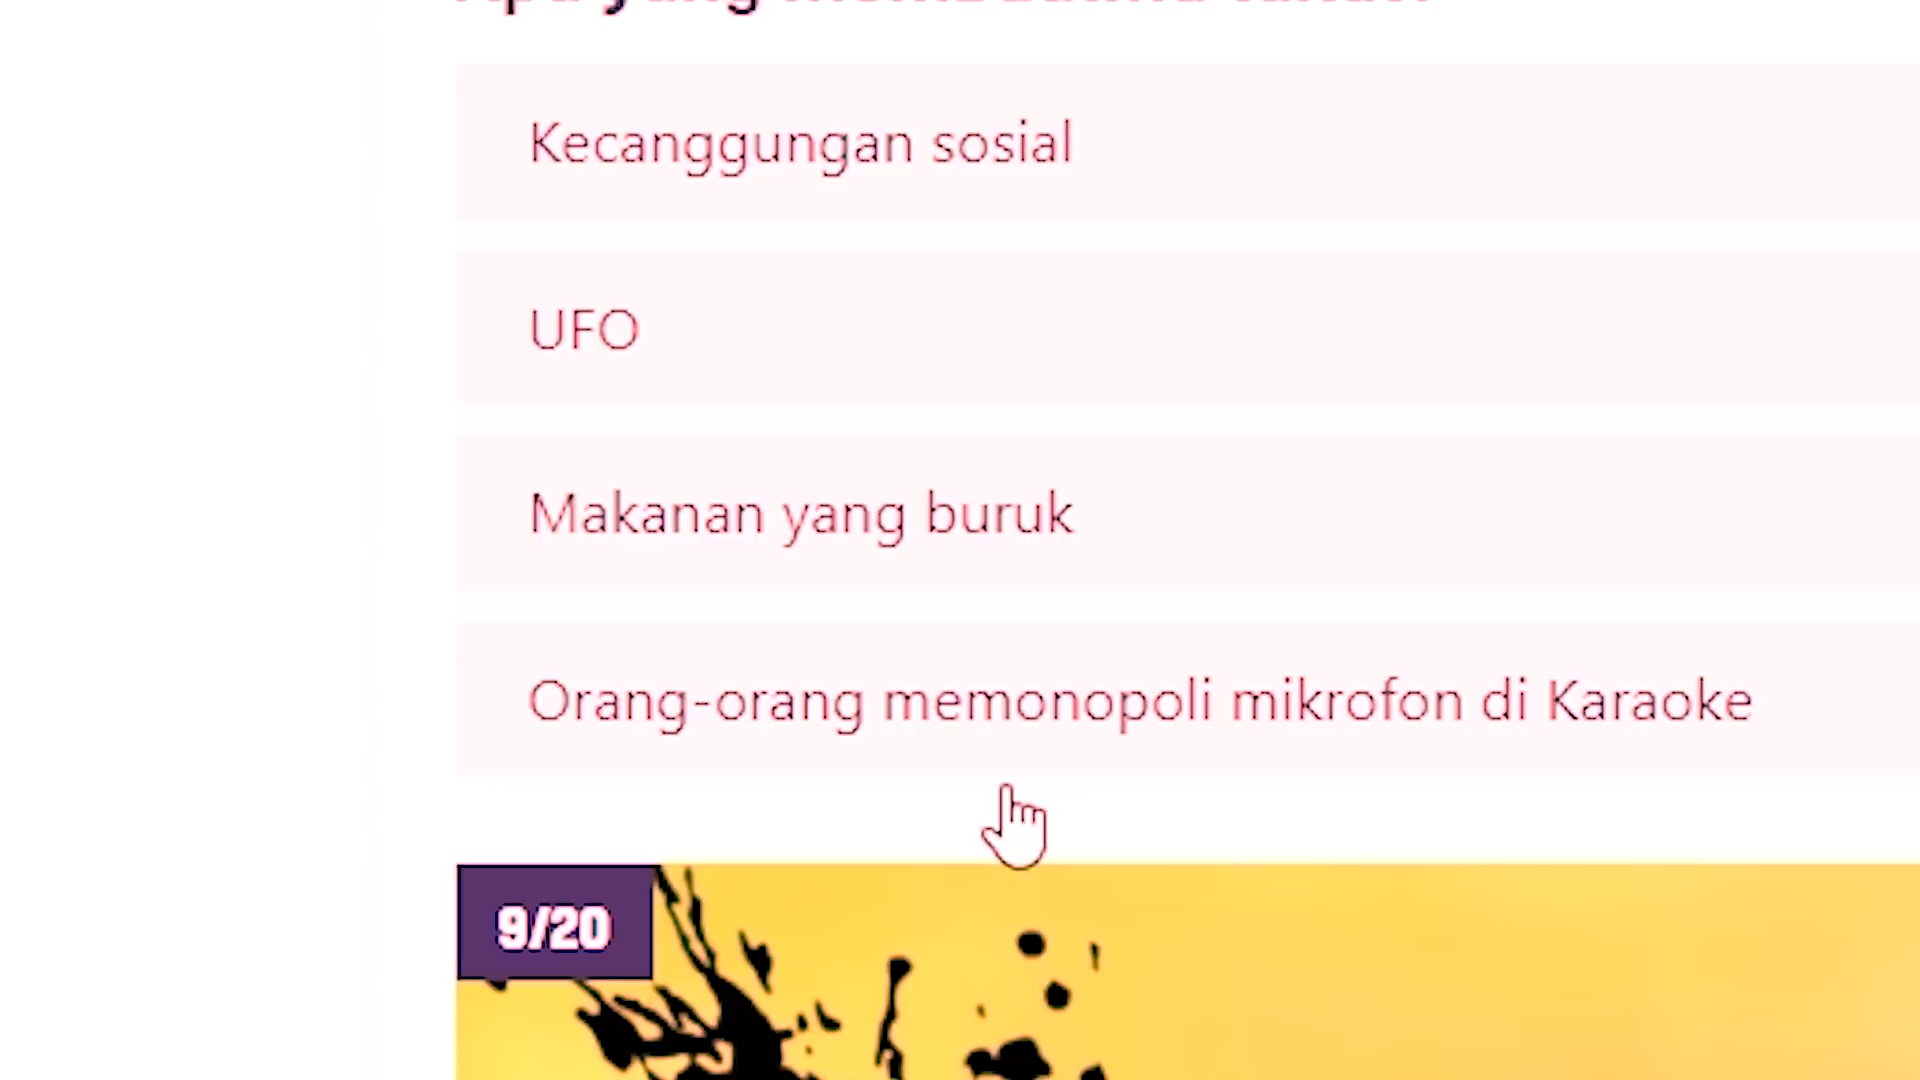 Kecanggungan sosial
UFO
Makanan yang buruk
Orang-orang memonopoli mikrofon di Karaoke
9/20